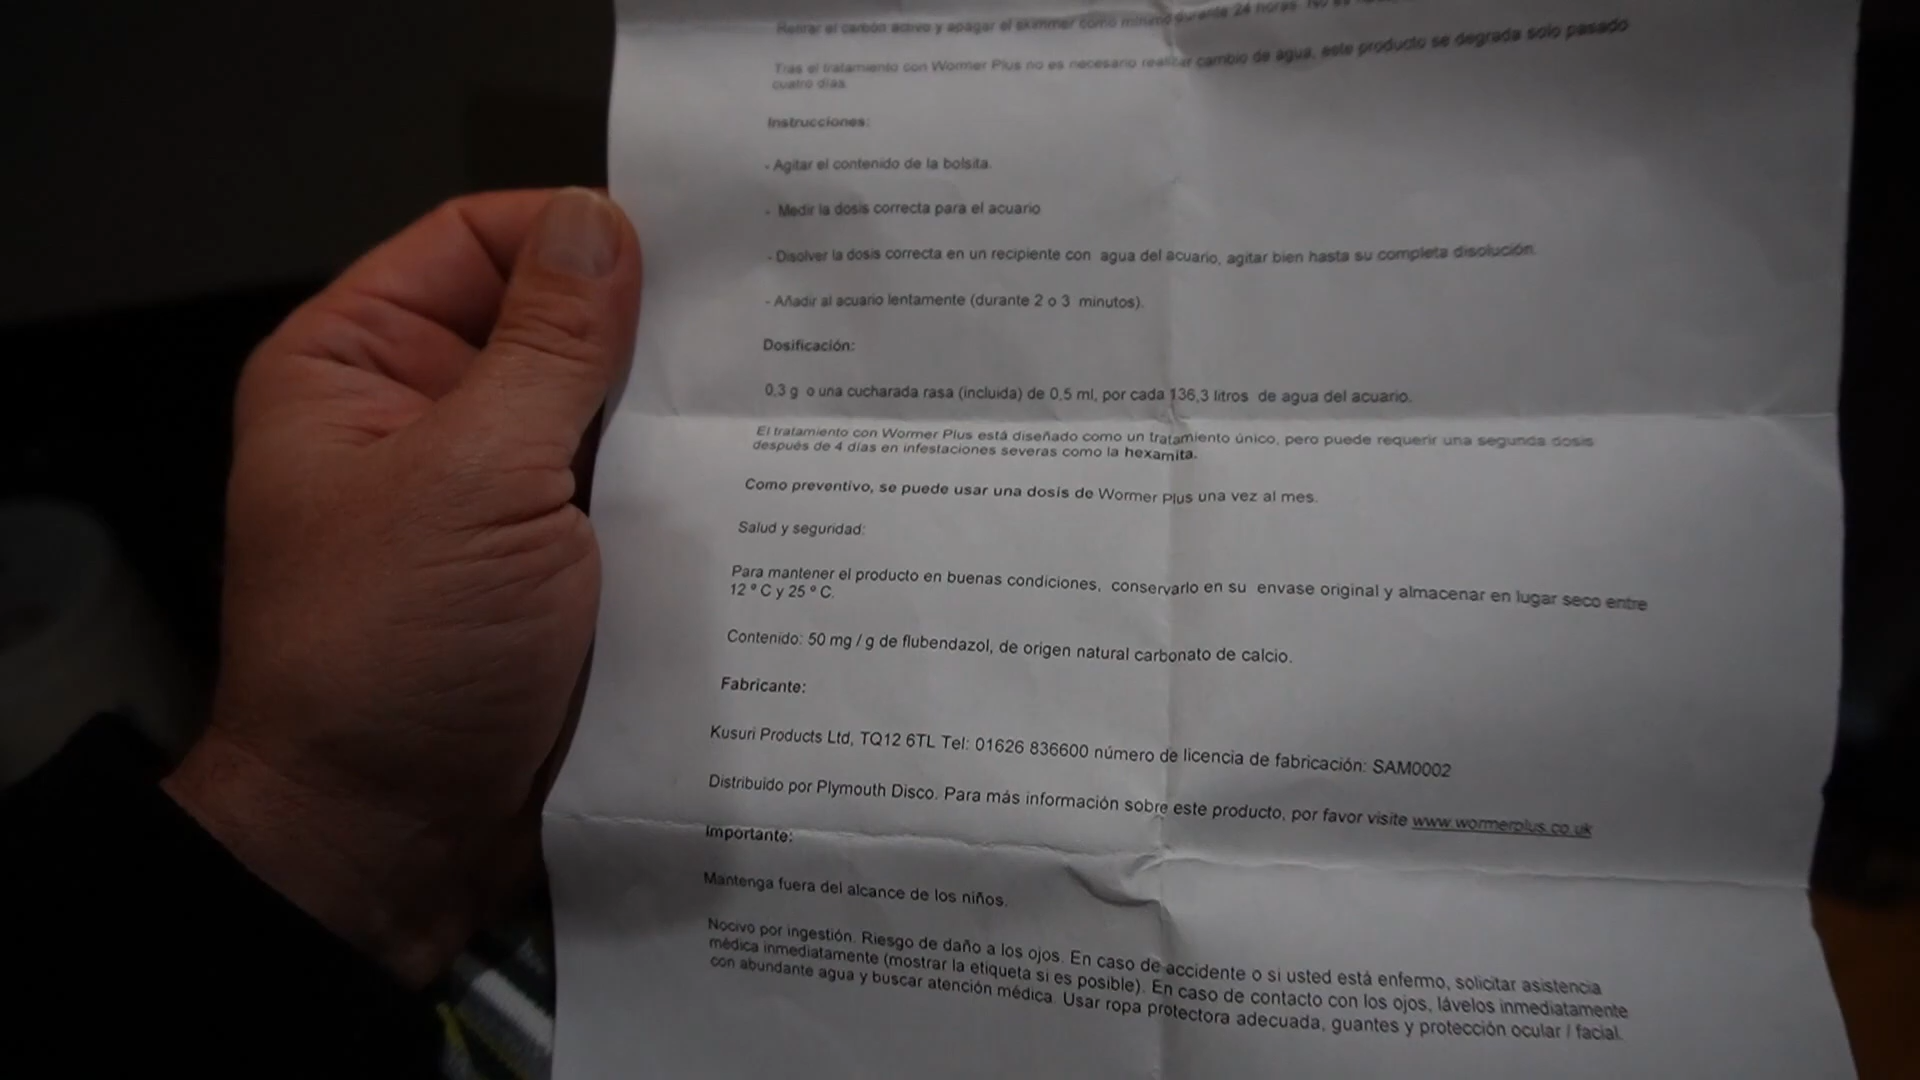 Retirar el carbón activo y apagar el skimmer como mínimo durante 24 horas. No es
Tras el tratamiento con Wormer Plus no es necesario realizar cambio de agua, este producto se degrada solo pasado
cuatro días.
Instrucciones:
- Agitar el contenido de la bolsita.
- Medir la dosis correcta para el acuario
- Disolver la dosis correcta en un recipiente con agua del acuario, agitar bien hasta su completa disolución.
- Añadir al acuario lentamente (durante 2 o 3 minutos).
Dosificación:
0,3 g o una cucharada rasa (incluida) de 0,5 ml, por cada 136,3 litros de agua del acuario.
El tratamiento con Wormer Plus está diseñado como un tratamiento único, pero puede requerir una segunda dosis
después de 4 días en infestaciones severas como la hexamita.
Como preventivo, se puede usar una dosis de Wormer Plus una vez al mes.
Salud y seguridad:
Para mantener el producto en buenas condiciones, conservarlo en su envase original y almacenar en lugar seco entre
12 º C y 25 º C.
Contenido: 50 mg / g de flubendazol, de origen natural carbonato de calcio.
Fabricante:
Kusuri Products Ltd, TQ12 6TL Tel: 01626 836600 número de licencia de fabricación: SAM0002
Distribuido por Plymouth Disco. Para más información sobre este producto, por favor visite www.wormerplus.co.uk
Importante:
Mantenga fuera del alcance de los niños.
Nocivo por ingestión. Riesgo de daño a los ojos. En caso de accidente o si usted está enfermo, solicitar asistencia
médica inmediatamente (mostrar la etiqueta si es posible). En caso de contacto con los ojos, lávelos inmediatamente
con abundante agua y buscar atención médica. Usar ropa protectora adecuada, guantes y protección ocular / facial.